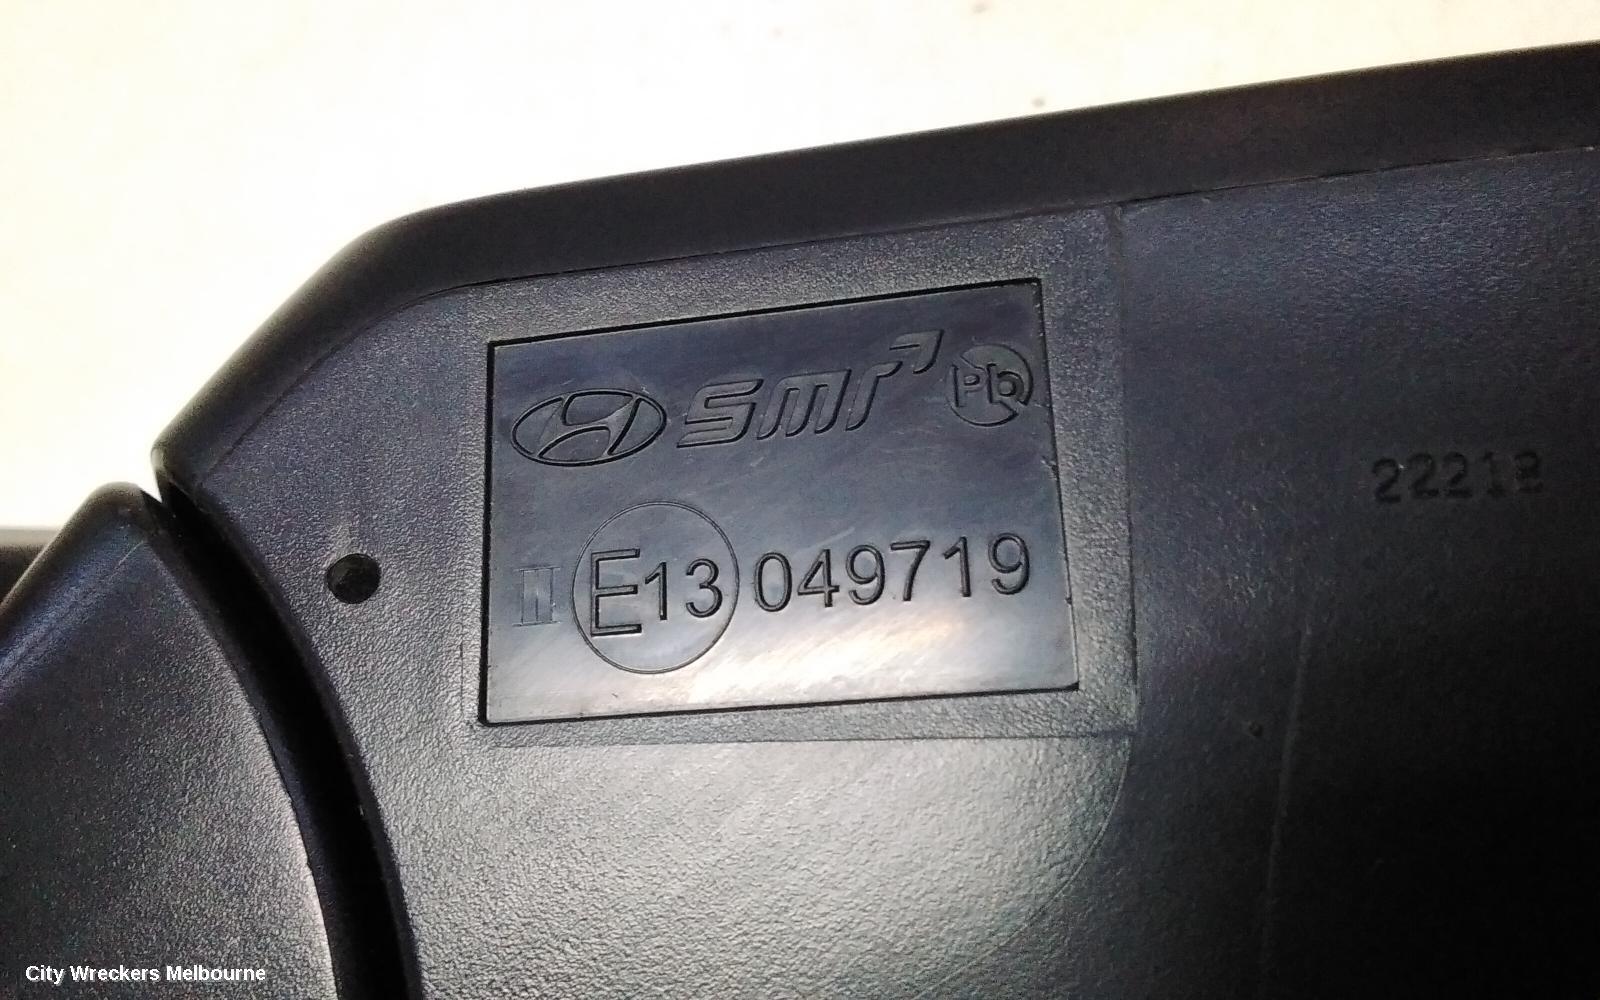 smr Pb
II E13 049719
22218
City Wreckers Melbourne